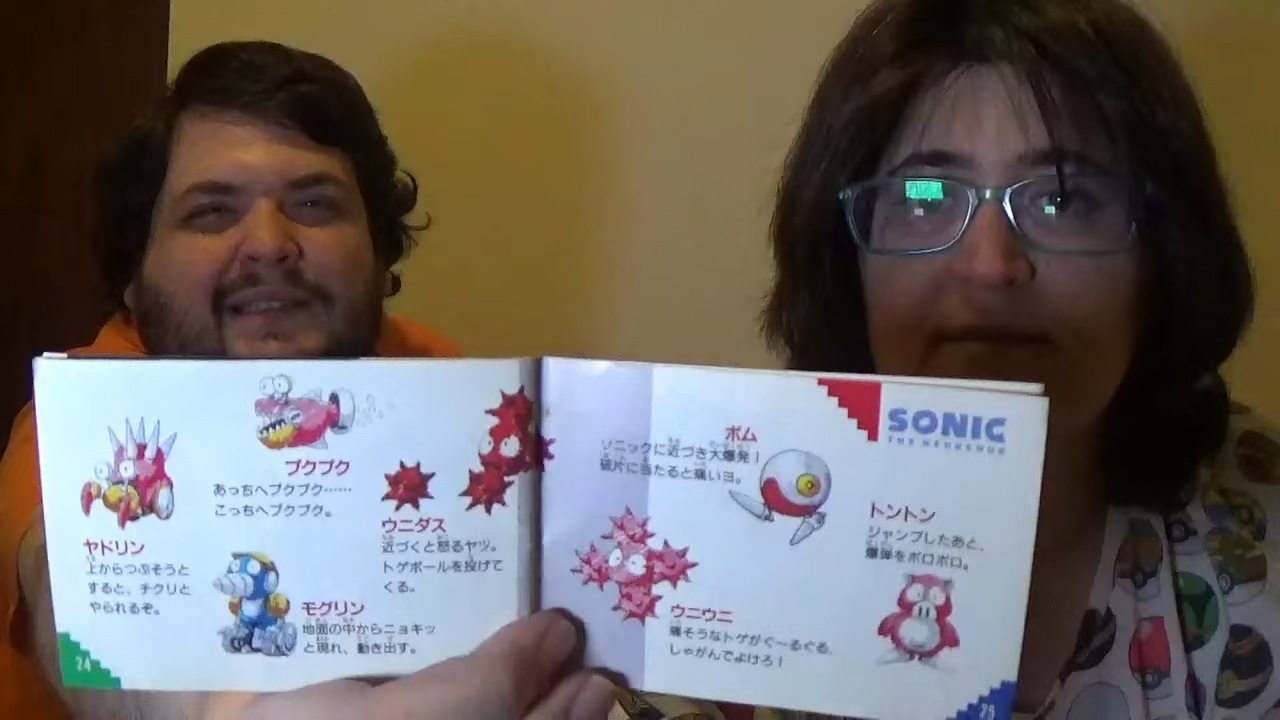 ブクブク
あっちへブクブク……
こっちへブクブク。
ヤドリン
上からつぶそうと
すると、チクリと
やられるぞ。
ウニダス
近づくと怒るヤツ。
トゲボールを投げて
くる。
モグリン
地面の中からニョキッ
と現れ、動き出す。
24
SONIC
THE HEDGEHOG
ボム
ソニックに近づき大爆発！
破片に当たると痛いヨ。
トントン
ジャンプしたあと、
爆弾をボロボロ。
ウニウニ
痛そうなトゲがぐーるぐる。
しゃがんでよけろ！
25